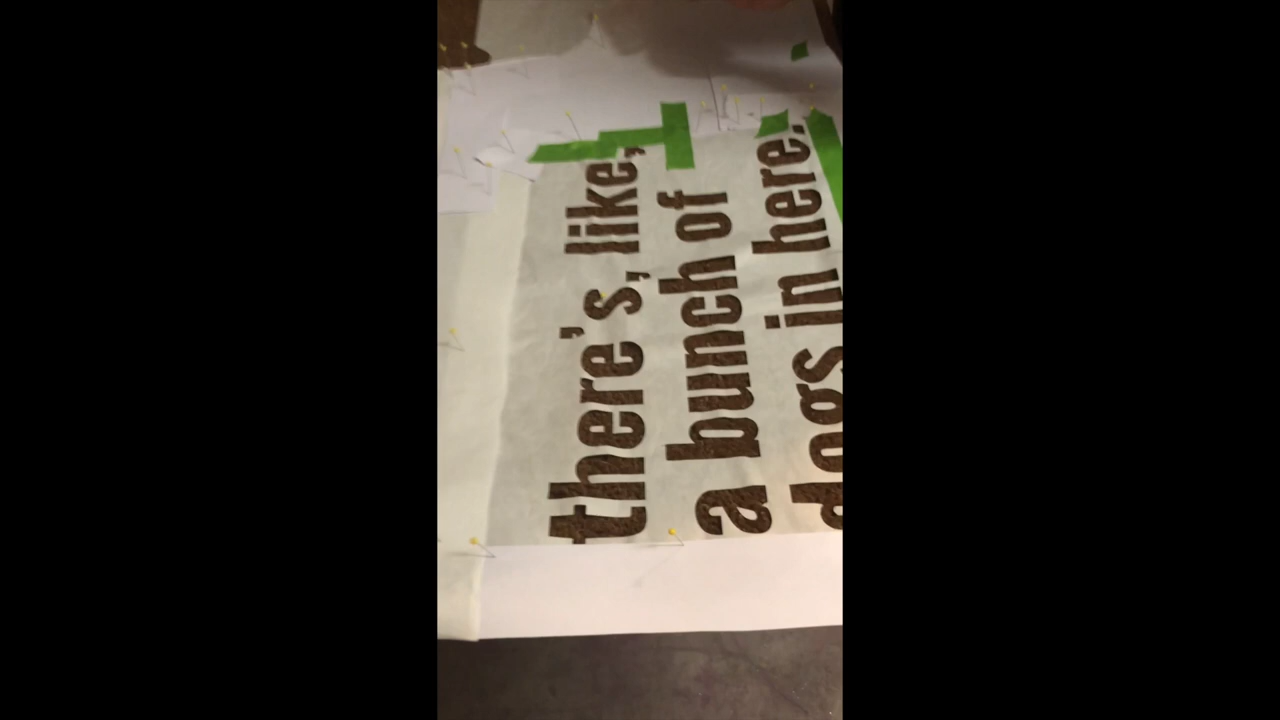 there's, like,
a bunch of
dogs in here.